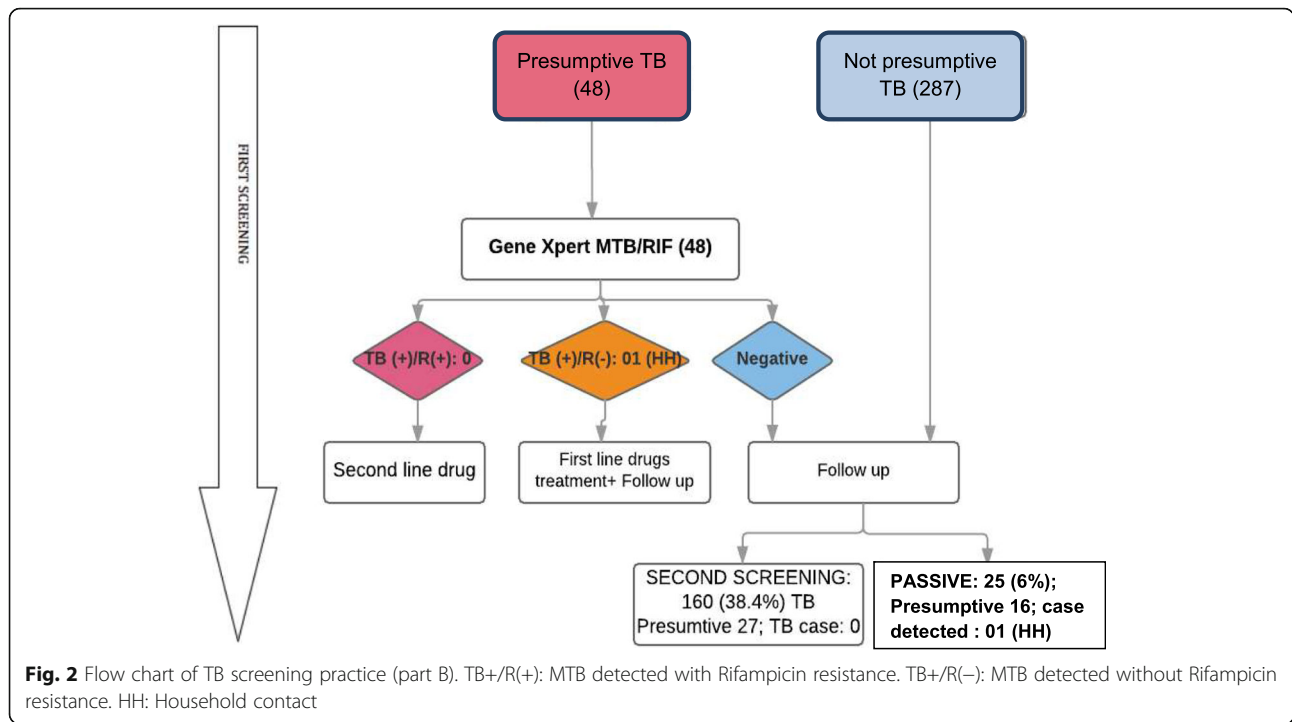 FIRST SCREENING
Presumptive TB
(48)
Not presumptive
TB (287)
Gene Xpert MTB/RIF (48)
TB (+)/R(+): 0
TB (+)/R(-): 01 (HH)
Negative
Second line drug
First line drugs
treatment+ Follow up
Follow up
SECOND SCREENING:
160 (38.4%) TB
Presumtive 27; TB case: 0
PASSIVE: 25 (6%);
Presumptive 16; case
detected : 01 (HH)
Fig. 2 Flow chart of TB screening practice (part B). TB+/R(+): MTB detected with Rifampicin resistance. TB+/R(−): MTB detected without Rifampicin
resistance. HH: Household contact